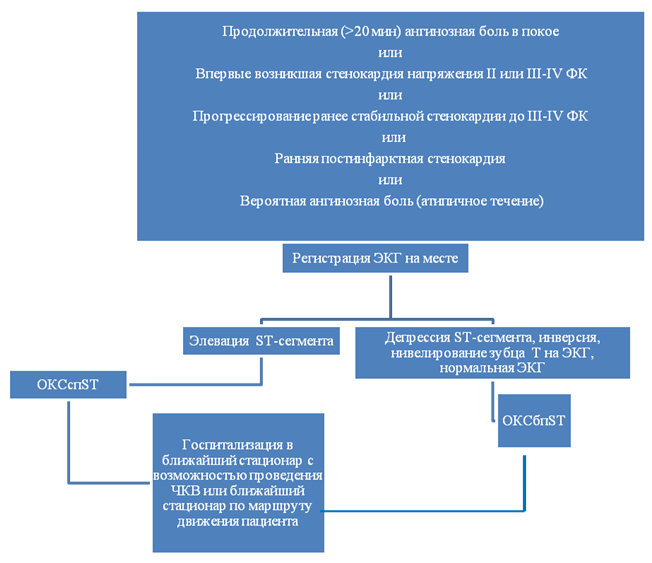 Продолжительная (>20 мин) ангинозная боль в покое
или
Впервые возникшая стенокардия напряжения II или III-IV ФК
или
Прогрессирование ранее стабильной стенокардии до III-IV ФК
или
Ранняя постинфарктная стенокардия
или
Вероятная ангинозная боль (атипичное течение)
Регистрация ЭКГ на месте
Элевация ST-сегмента
Депрессия ST-сегмента, инверсия,
нивелирование зубца T на ЭКГ,
нормальная ЭКГ
ОКСспST
ОКСбпST
Госпитализация в
ближайший стационар с
возможностью проведения
ЧКВ или ближайший
стационар по маршруту
движения пациента